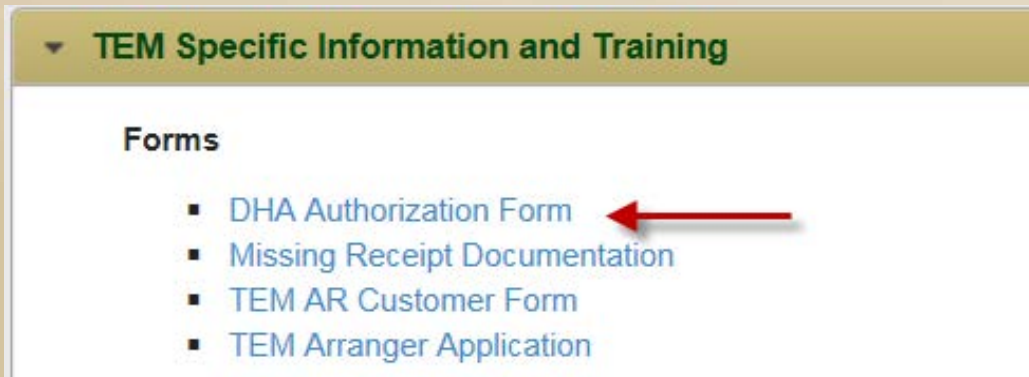 TEM Specific Information and Training
Forms
DHA Authorization Form
Missing Receipt Documentation
TEM AR Customer Form
TEM Arranger Application